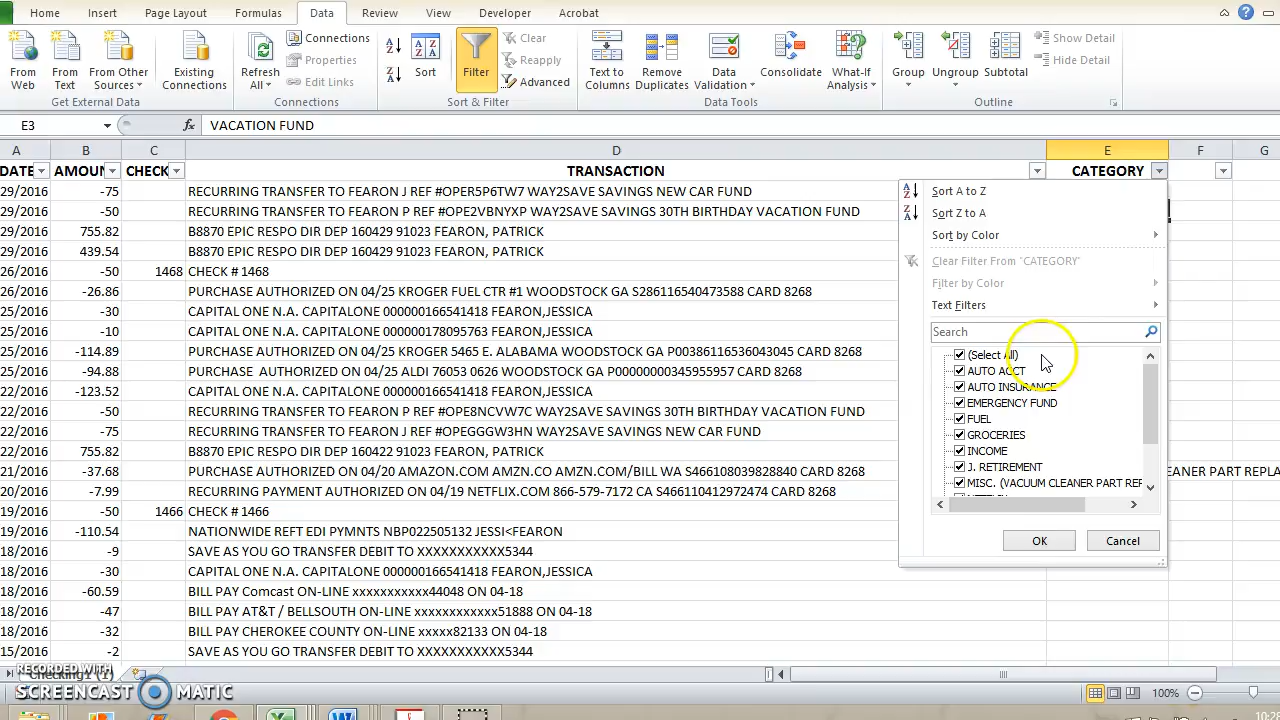 Home Insert Page Layout Formulas Data Review View Developer Acrobat
From Web
From Text
From Other Sources
Existing Connections
Get External Data
Refresh All
Connections
Properties
Edit Links
Connections
Sort
Filter
Clear
Reapply
Advanced
Sort & Filter
Text to Columns
Remove Duplicates
Data Validation
Consolidate
What-If Analysis
Data Tools
Group
Ungroup
Subtotal
Show Detail
Hide Detail
Outline
E3 fx VACATION FUND
A B C D E F G
DATE AMOUN CHECK TRANSACTION CATEGORY
29/2016 -75 RECURRING TRANSFER TO FEARON J REF #OPER5P6TW7 WAY2SAVE SAVINGS NEW CAR FUND
29/2016 -50 RECURRING TRANSFER TO FEARON P REF #OPE2VBNYXP WAY2SAVE SAVINGS 30TH BIRTHDAY VACATION FUND
29/2016 755.82 B8870 EPIC RESPO DIR DEP 160429 91023 FEARON, PATRICK
29/2016 439.54 B8870 EPIC RESPO DIR DEP 160429 91023 FEARON, PATRICK
26/2016 -50 1468 CHECK # 1468
26/2016 -26.86 PURCHASE AUTHORIZED ON 04/25 KROGER FUEL CTR #1 WOODSTOCK GA S286116540473588 CARD 8268
25/2016 -30 CAPITAL ONE N.A. CAPITALONE 000000166541418 FEARON,JESSICA
25/2016 -10 CAPITAL ONE N.A. CAPITALONE 000000178095763 FEARON,JESSICA
25/2016 -114.89 PURCHASE AUTHORIZED ON 04/25 KROGER 5465 E. ALABAMA WOODSTOCK GA P00386116536043045 CARD 8268
25/2016 -94.88 PURCHASE AUTHORIZED ON 04/25 ALDI 76053 0626 WOODSTOCK GA P0000000345955957 CARD 8268
22/2016 -123.52 CAPITAL ONE N.A. CAPITALONE 000000166541418 FEARON,JESSICA
22/2016 -50 RECURRING TRANSFER TO FEARON P REF #OPE8NCVW7C WAY2SAVE SAVINGS 30TH BIRTHDAY VACATION FUND
22/2016 -75 RECURRING TRANSFER TO FEARON J REF #OPEGGGW3HN WAY2SAVE SAVINGS NEW CAR FUND
22/2016 755.82 B8870 EPIC RESPO DIR DEP 160422 91023 FEARON, PATRICK
21/2016 -37.68 PURCHASE AUTHORIZED ON 04/20 AMAZON.COM AMZN.CO AMZN.COM/BILL WA S466108039828840 CARD 8268 EANER PART REPLA
20/2016 -7.99 RECURRING PAYMENT AUTHORIZED ON 04/19 NETFLIX.COM 866-579-7172 CA S466110412972474 CARD 8268
19/2016 -50 1466 CHECK # 1466
19/2016 -110.54 NATIONWIDE REFT EDI PYMNTS NBP022505132 JESSI<FEARON
18/2016 -9 SAVE AS YOU GO TRANSFER DEBIT TO XXXXXXXXXXX5344
18/2016 -30 CAPITAL ONE N.A. CAPITALONE 000000166541418 FEARON,JESSICA
18/2016 -60.59 BILL PAY Comcast ON-LINE xxxxxxxxxxx44048 ON 04-18
18/2016 -47 BILL PAY AT&T / BELLSOUTH ON-LINE xxxxxxxxxxxx51888 ON 04-18
18/2016 -32 BILL PAY CHEROKEE COUNTY ON-LINE xxxxx82133 ON 04-18
15/2016 -2 SAVE AS YOU GO TRANSFER DEBIT TO XXXXXXXXXXX5344
Sort A to Z
Sort Z to A
Sort by Color
Clear Filter From "CATEGORY"
Filter by Color
Text Filters
Search
(Select All)
AUTO ACCT
AUTO INSURANCE
EMERGENCY FUND
FUEL
GROCERIES
INCOME
J. RETIREMENT
MISC. (VACUUM CLEANER PART REF
OK Cancel
Checking1 (1)
RECORDED WITH
SCREENCAST MATIC
100%
10:28